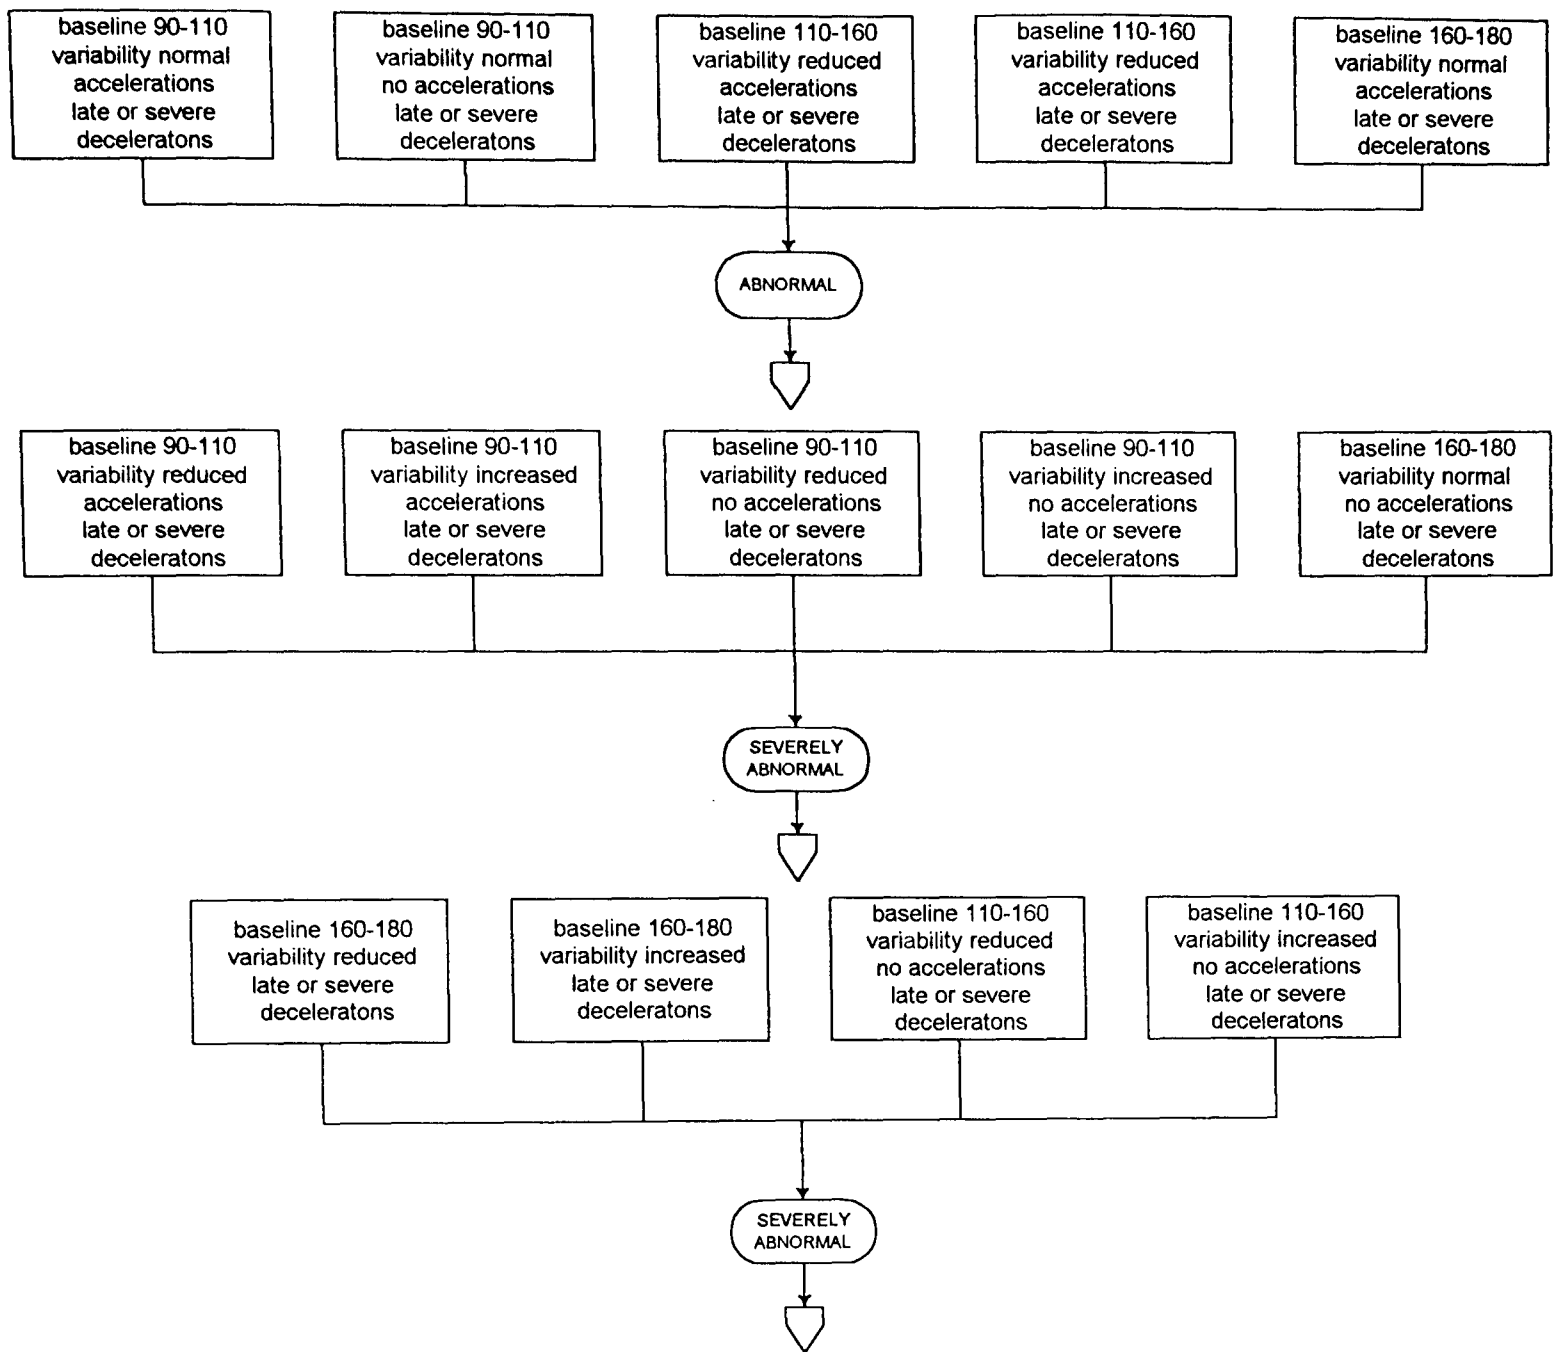 baseline 90-110
variability normal
accelerations
late or severe
deceleratons
baseline 90-110
variability normal
no accelerations
late or severe
deceleratons
baseline 110-160
variability reduced
accelerations
late or severe
deceleratons
baseline 110-160
variability reduced
accelerations
late or severe
deceleratons
baseline 160-180
variability normal
accelerations
late or severe
deceleratons
ABNORMAL
baseline 90-110
variability reduced
accelerations
late or severe
deceleratons
baseline 90-110
variability increased
accelerations
late or severe
deceleratons
baseline 90-110
variability reduced
no accelerations
late or severe
deceleratons
baseline 90-110
variability increased
no accelerations
late or severe
deceleratons
baseline 160-180
variability normal
no accelerations
late or severe
deceleratons
SEVERELY
ABNORMAL
baseline 160-180
variability reduced
late or severe
deceleratons
baseline 160-180
variability increased
late or severe
deceleratons
baseline 110-160
variability reduced
no accelerations
late or severe
deceleratons
baseline 110-160
variability increased
no accelerations
late or severe
deceleratons
SEVERELY
ABNORMAL